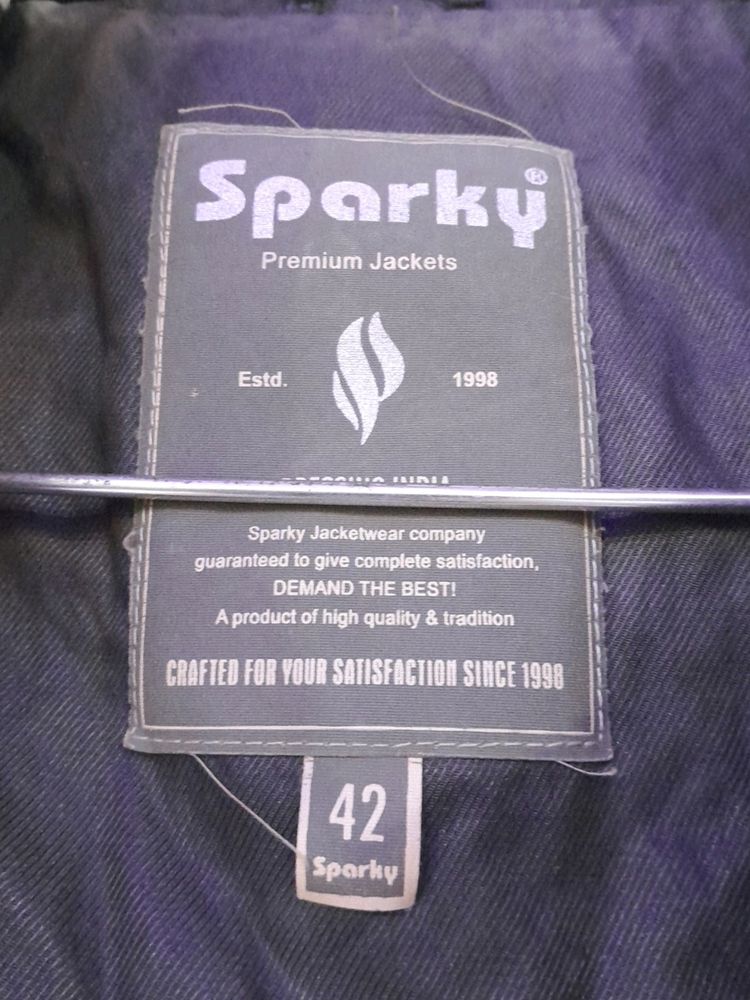 Sparky®
Premium Jackets
Estd. 1998
INDIA
Sparky Jacketwear company
guaranteed to give complete satisfaction,
DEMAND THE BEST!
A product of high quality & tradition
CRAFTED FOR YOUR SATISFACTION SINCE 1998
42
Sparky